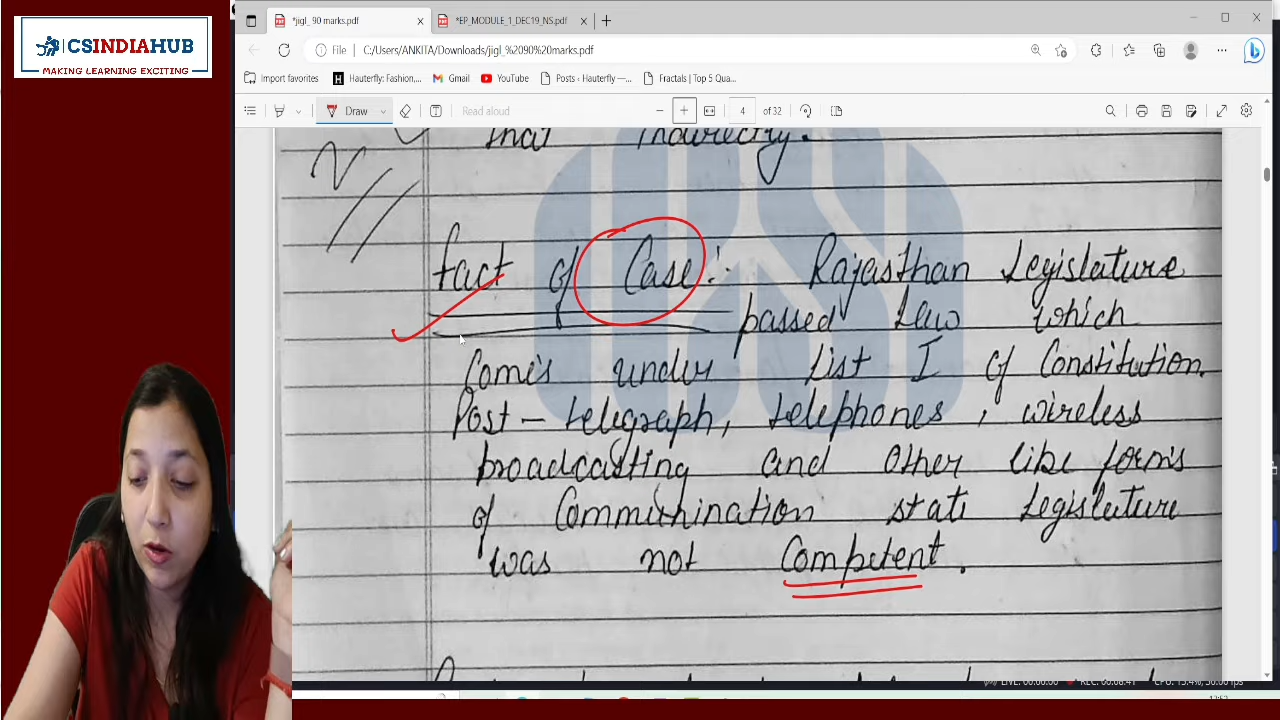 CSINDIAHUB
MAKING LEARNING EXCITING
*jigl_ 90 marks.pdf
*EP_MODULE_1_DEC19_NS.pdf
File
C:/Users/ANKITA/Downloads/jigl_%2090%20marks.pdf
Import favorites
Hauterfly: Fashion,...
Gmail
YouTube
Posts ‹ Hauterfly —...
Fractals | Top 5 Qua...
Draw
Read aloud
4
of 32
that indirectly.
fact of Case :- Rajasthan Legislature
passed Law which
Comes under List I of Constitution.
Post - telegraph, telephones, wireless
broadcasting and other like forms
of Commuhination state Legislature
was not Competent.